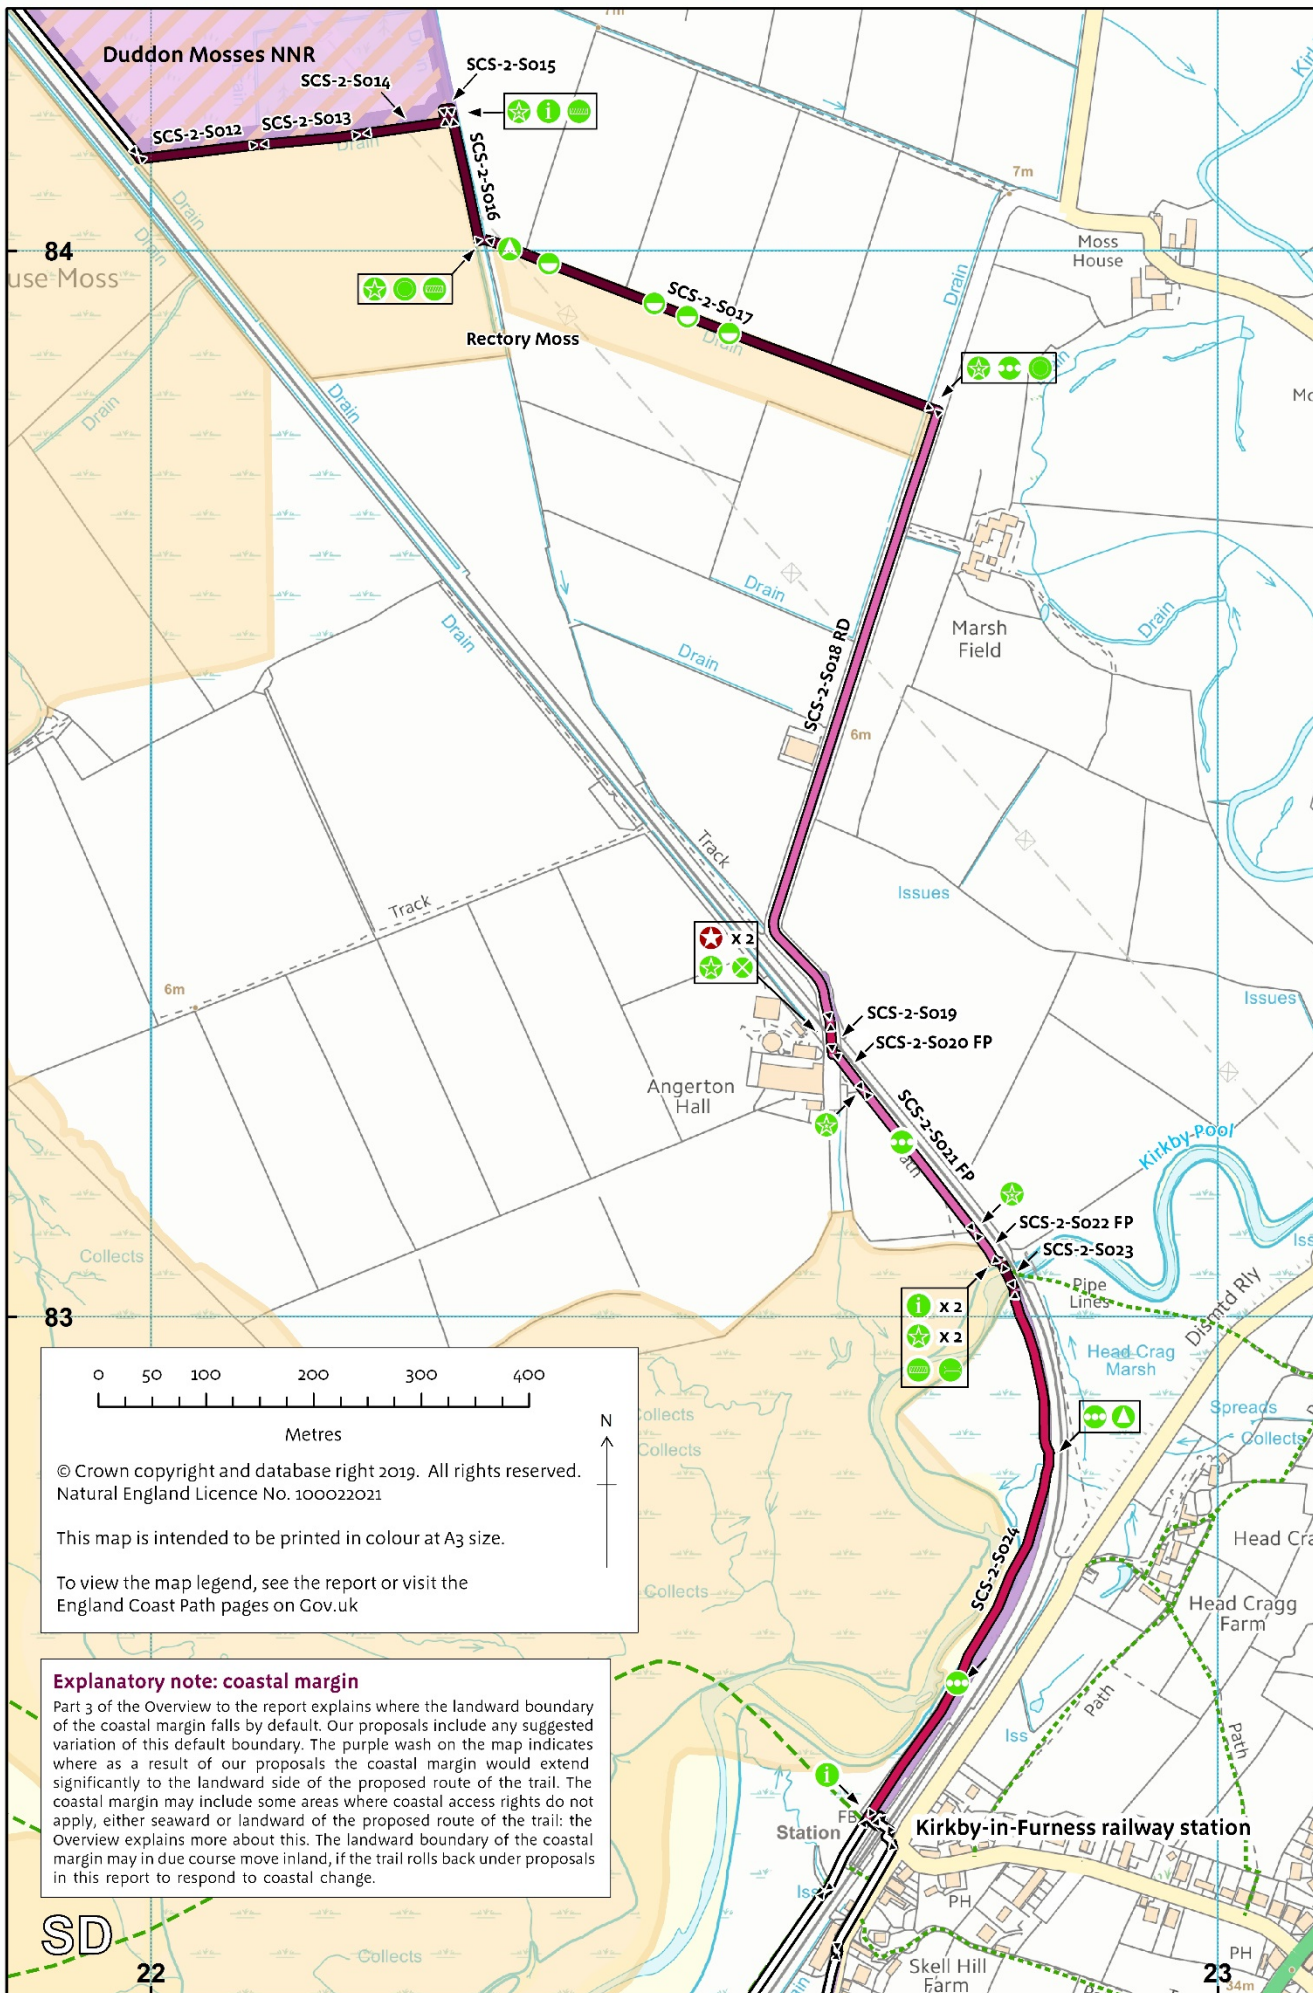 7m
Duddon Mosses NNR
SCS-2-S015
SCS-2-S014
SCS-2-S012
SCS-2-S013
Drain
i
SCS-2-S016
Drain
Drain
7m
84
use Moss
Moss
House
Drain
SCS-2-S017
Drain
Rectory Moss
Drain
Drain
Drain
Drain
Drain
Drain
Drain
Marsh
Field
Drain
SCS-2-S018 RD
6m
Track
Track
Issues
X 2
6m
Issues
SCS-2-S019
SCS-2-S020 FP
Angerton
Hall
SCS-2-S021 FP
Kirkby Pool
SCS-2-S022 FP
SCS-2-S023
Collects
Pipe
Lines
Dismtd Rly
i X 2
X 2
83
Head Crag
Marsh
0 50 100 200 300 400
Metres
N
Collects
Collects
Spreads
Collects
© Crown copyright and database right 2019. All rights reserved.
Natural England Licence No. 100022021
This map is intended to be printed in colour at A3 size.
To view the map legend, see the report or visit the
England Coast Path pages on Gov.uk
SCS-2-S024
Head Cra
Collects
Head Cragg
Farm
Explanatory note: coastal margin
Part 3 of the Overview to the report explains where the landward boundary
of the coastal margin falls by default. Our proposals include any suggested
variation of this default boundary. The purple wash on the map indicates
where as a result of our proposals the coastal margin would extend
significantly to the landward side of the proposed route of the trail. The
coastal margin may include some areas where coastal access rights do not
apply, either seaward or landward of the proposed route of the trail: the
Overview explains more about this. The landward boundary of the coastal
margin may in due course move inland, if the trail rolls back under proposals
in this report to respond to coastal change.
Path
Path
Iss
i
FB
Station
Kirkby-in-Furness railway station
Iss
PH
SD
Collects
Drain
Skell Hill
Farm
PH
22
23
34m